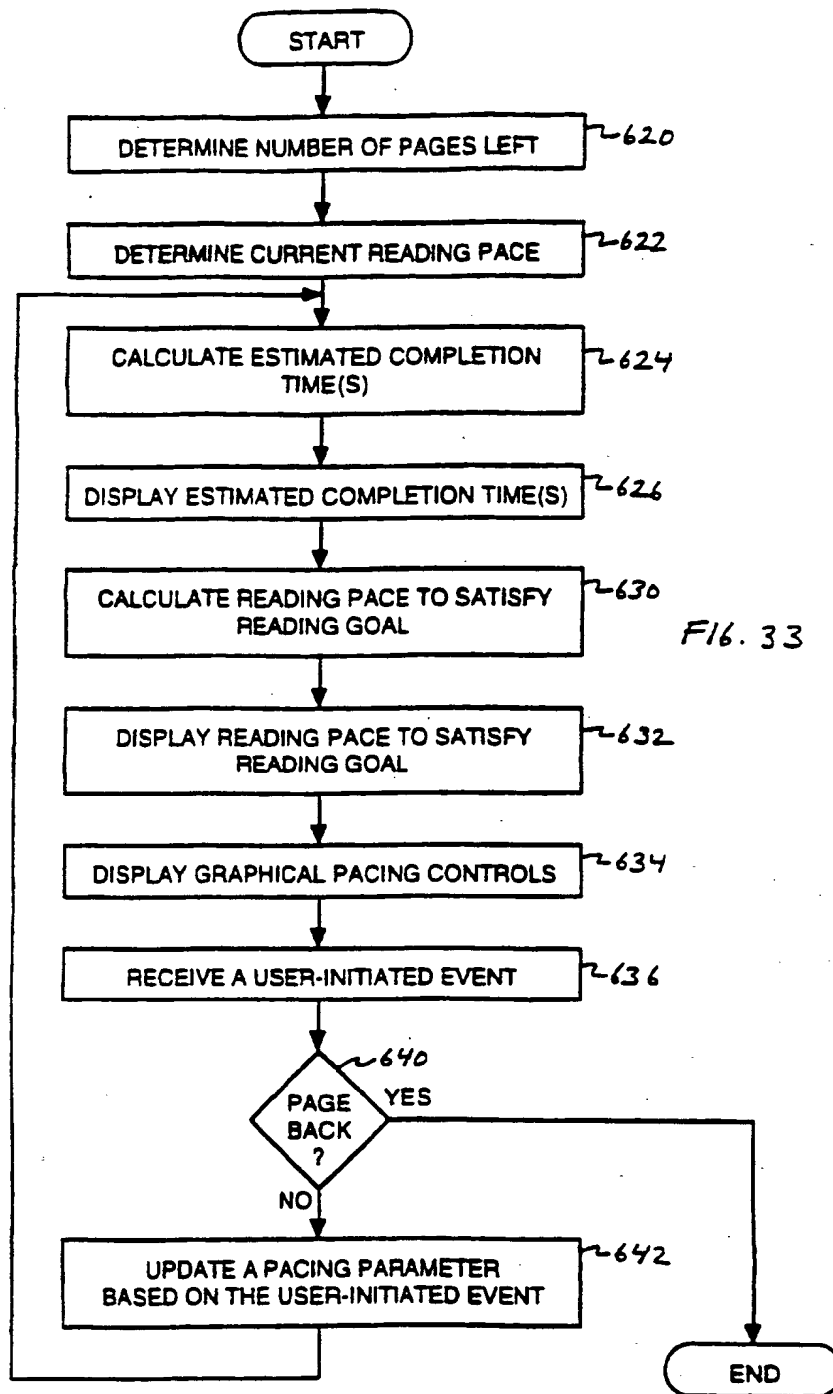 START
DETERMINE NUMBER OF PAGES LEFT
620
DETERMINE CURRENT READING PACE
622
CALCULATE ESTIMATED COMPLETION
TIME(S)
624
DISPLAY ESTIMATED COMPLETION TIME(S)
626
CALCULATE READING PACE TO SATISFY
READING GOAL
630
FIG. 33
DISPLAY READING PACE TO SATISFY
READING GOAL
632
DISPLAY GRAPHICAL PACING CONTROLS
634
RECEIVE A USER-INITIATED EVENT
636
640
PAGE
BACK
?
YES
NO
UPDATE A PACING PARAMETER
BASED ON THE USER-INITIATED EVENT
642
END